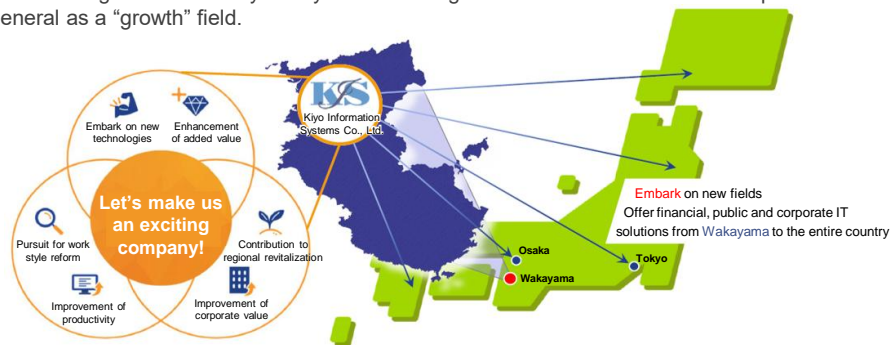 eneral as a “growth” field.
KIS
Kiyo Information
Systems Co., Ltd.
Embark on new
technologies
Enhancement
of added value
Let’s make us
an exciting
company!
Pursuit for work
style reform
Contribution to
regional revitalization
Improvement of
productivity
Improvement of
corporate value
Embark on new fields
Offer financial, public and corporate IT
solutions from Wakayama to the entire country
Osaka
Tokyo
Wakayama